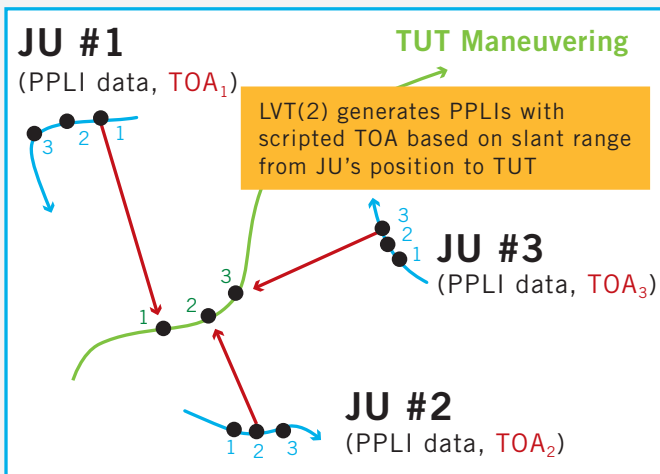 JU #1
(PPLI data, TOA₁)
TUT Maneuvering
LVT(2) generates PPLIs with
scripted TOA based on slant range
from JU's position to TUT
3 2 1
3
2
1
JU #3
(PPLI data, TOA₃)
1 2 3
JU #2
(PPLI data, TOA₂)
1 2 3